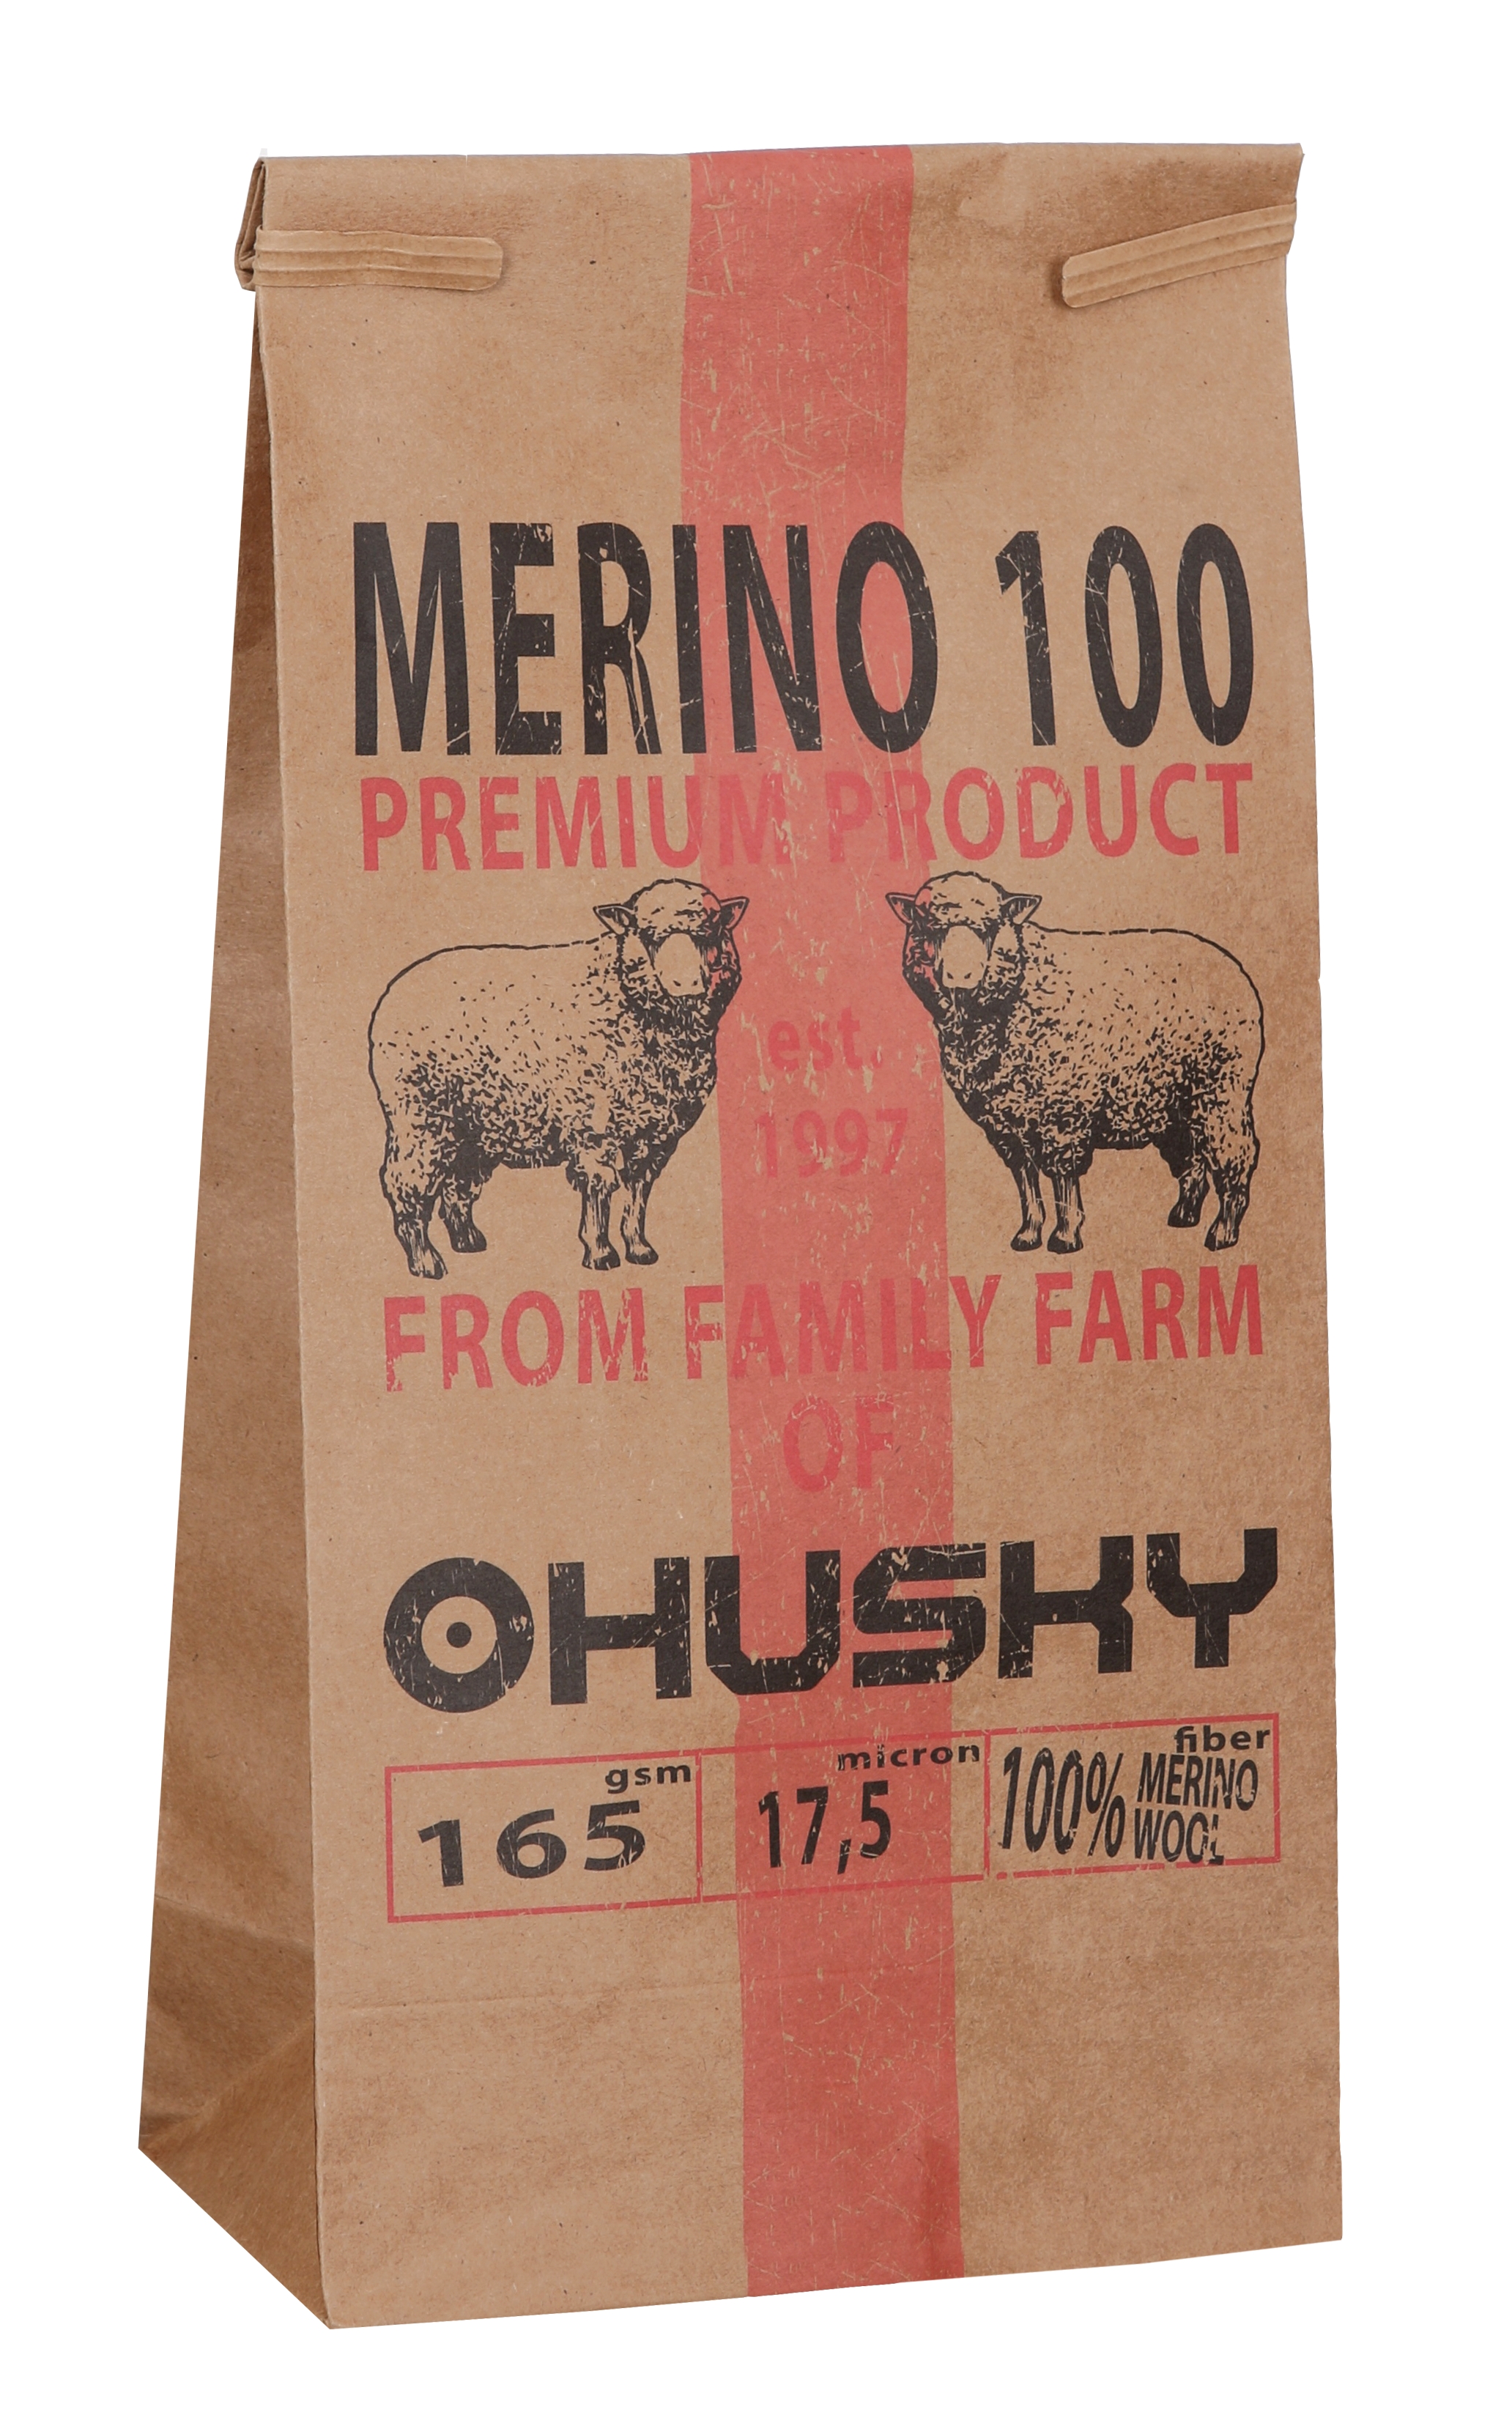 MERINO 100
PREMIUM PRODUCT
est.
1997
FROM FAMILY FARM
OF
HUSKY
gsm
165
micron
17,5
fiber
100% MERINO
WOOL